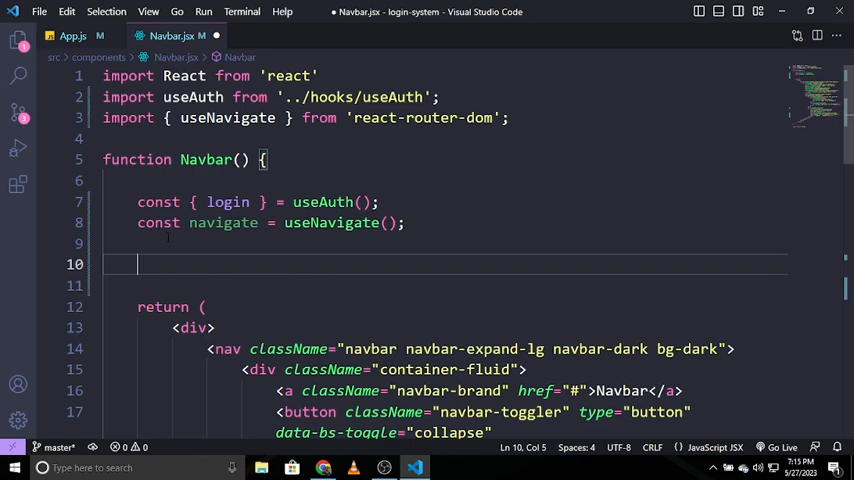 File Edit Selection View Go Run Terminal Help
● Navbar.jsx - login-system - Visual Studio Code
App.js M
Navbar.jsx M ●
src > components > Navbar.jsx > Navbar
1 import React from 'react'
2 import useAuth from '../hooks/useAuth';
3 import { useNavigate } from 'react-router-dom';
4
5 function Navbar() {
6
7 const { login } = useAuth();
8 const navigate = useNavigate();
9
10
11
12 return (
13 <div>
14 <nav className="navbar navbar-expand-lg navbar-dark bg-dark">
15 <div className="container-fluid">
16 <a className="navbar-brand" href="#">Navbar</a>
17 <button className="navbar-toggler" type="button"
data-bs-toggle="collapse"
1
3
master* 0 0 Ln 10, Col 5 Spaces: 4 UTF-8 CRLF {} JavaScript JSX Go Live
Type here to search
7:15 PM
5/27/2023